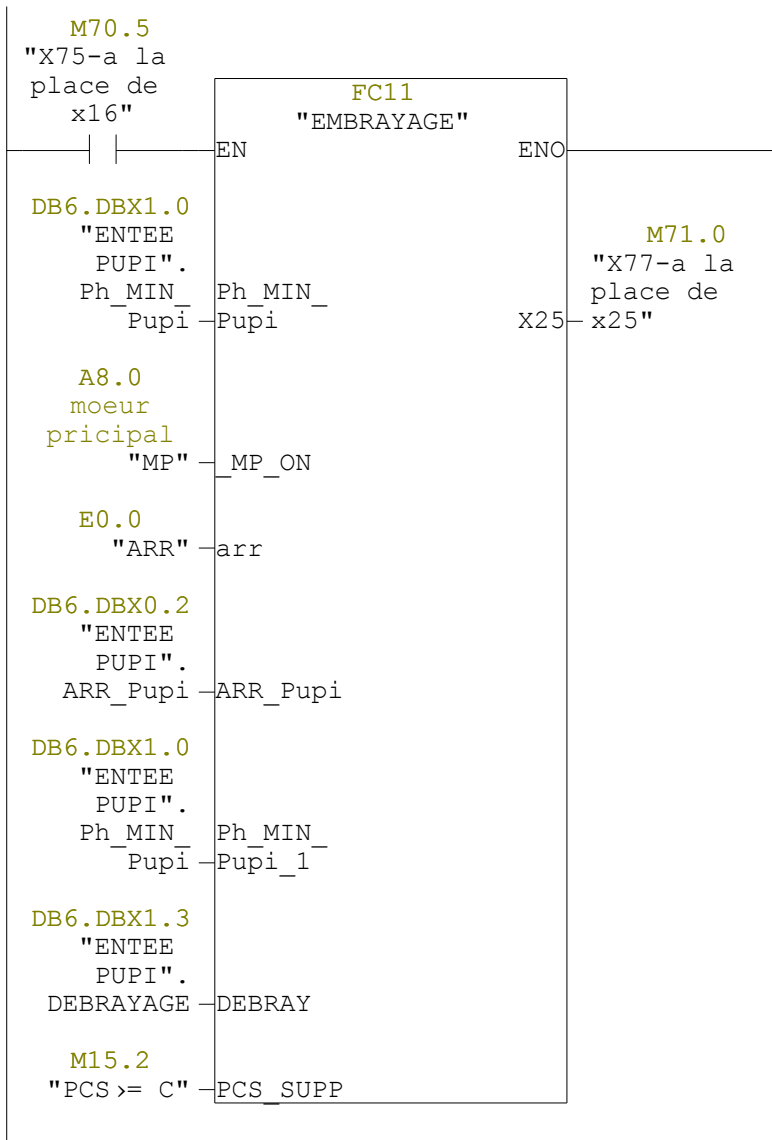 M70.5
"X75-a la
place de
x16"
FC11
"EMBRAYAGE"
EN
ENO
DB6.DBX1.0
"ENTEE
PUPI".
Ph_MIN_
Pupi
Ph_MIN_
Pupi
M71.0
"X77-a la
place de
x25"
X25
A8.0
moeur
pricipal
"MP"
_MP_ON
E0.0
"ARR"
arr
DB6.DBX0.2
"ENTEE
PUPI".
ARR_Pupi
ARR_Pupi
DB6.DBX1.0
"ENTEE
PUPI".
Ph_MIN_
Pupi
Ph_MIN_
Pupi_1
DB6.DBX1.3
"ENTEE
PUPI".
DEBRAYAGE
DEBRAY
M15.2
"PCS>= C"
PCS_SUPP